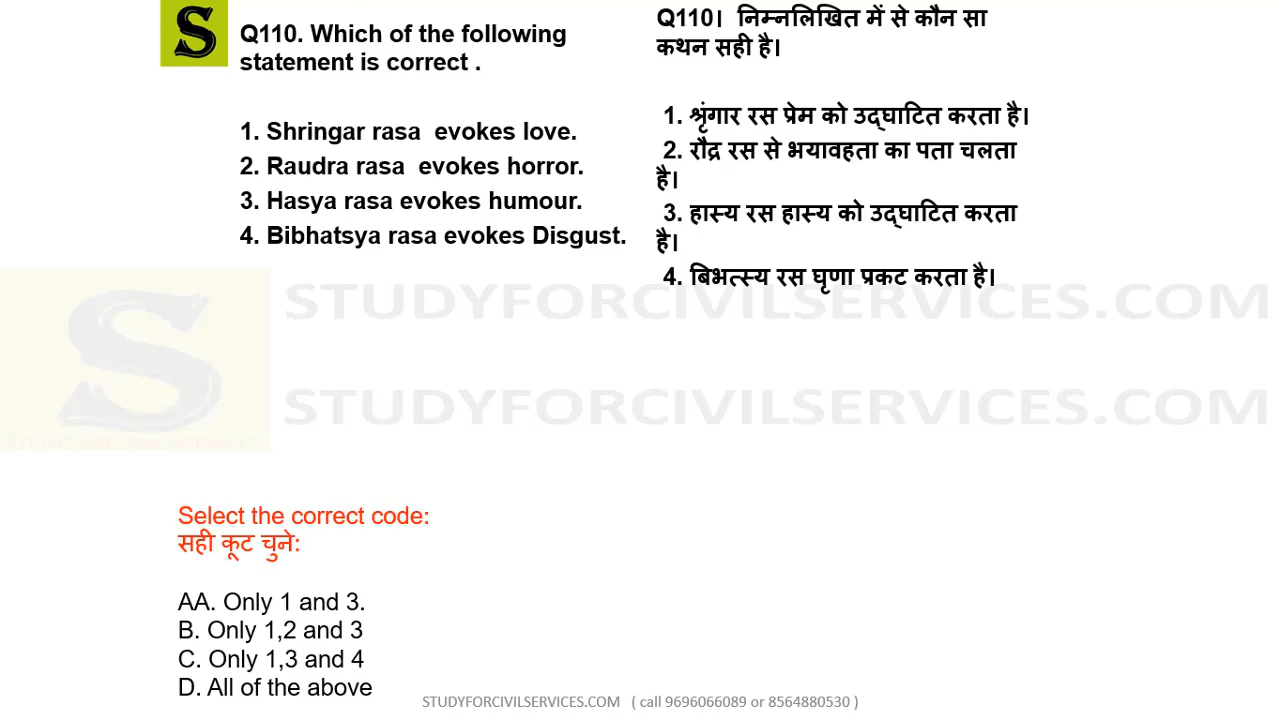 S
Q110. Which of the following
statement is correct .
1. Shringar rasa evokes love.
2. Raudra rasa evokes horror.
3. Hasya rasa evokes humour.
4. Bibhatsya rasa evokes Disgust.
Q110। निम्नलिखित में से कौन सा
कथन सही है।
1. श्रृंगार रस प्रेम को उद्घाटित करता है।
2. रौद्र रस से भयावहता का पता चलता
है।
3. हास्य रस हास्य को उद्घाटित करता
है।
4. बिभत्स्य रस घृणा प्रकट करता है।
S
STUDYFORCIVILSERVICES.COM
STUDYFORCIVILSERVICES.COM
Select the correct code:
सही कूट चुने:
AA. Only 1 and 3.
B. Only 1,2 and 3
C. Only 1,3 and 4
D. All of the above
STUDYFORCIVILSERVICES.COM ( call 9696066089 or 8564880530 )